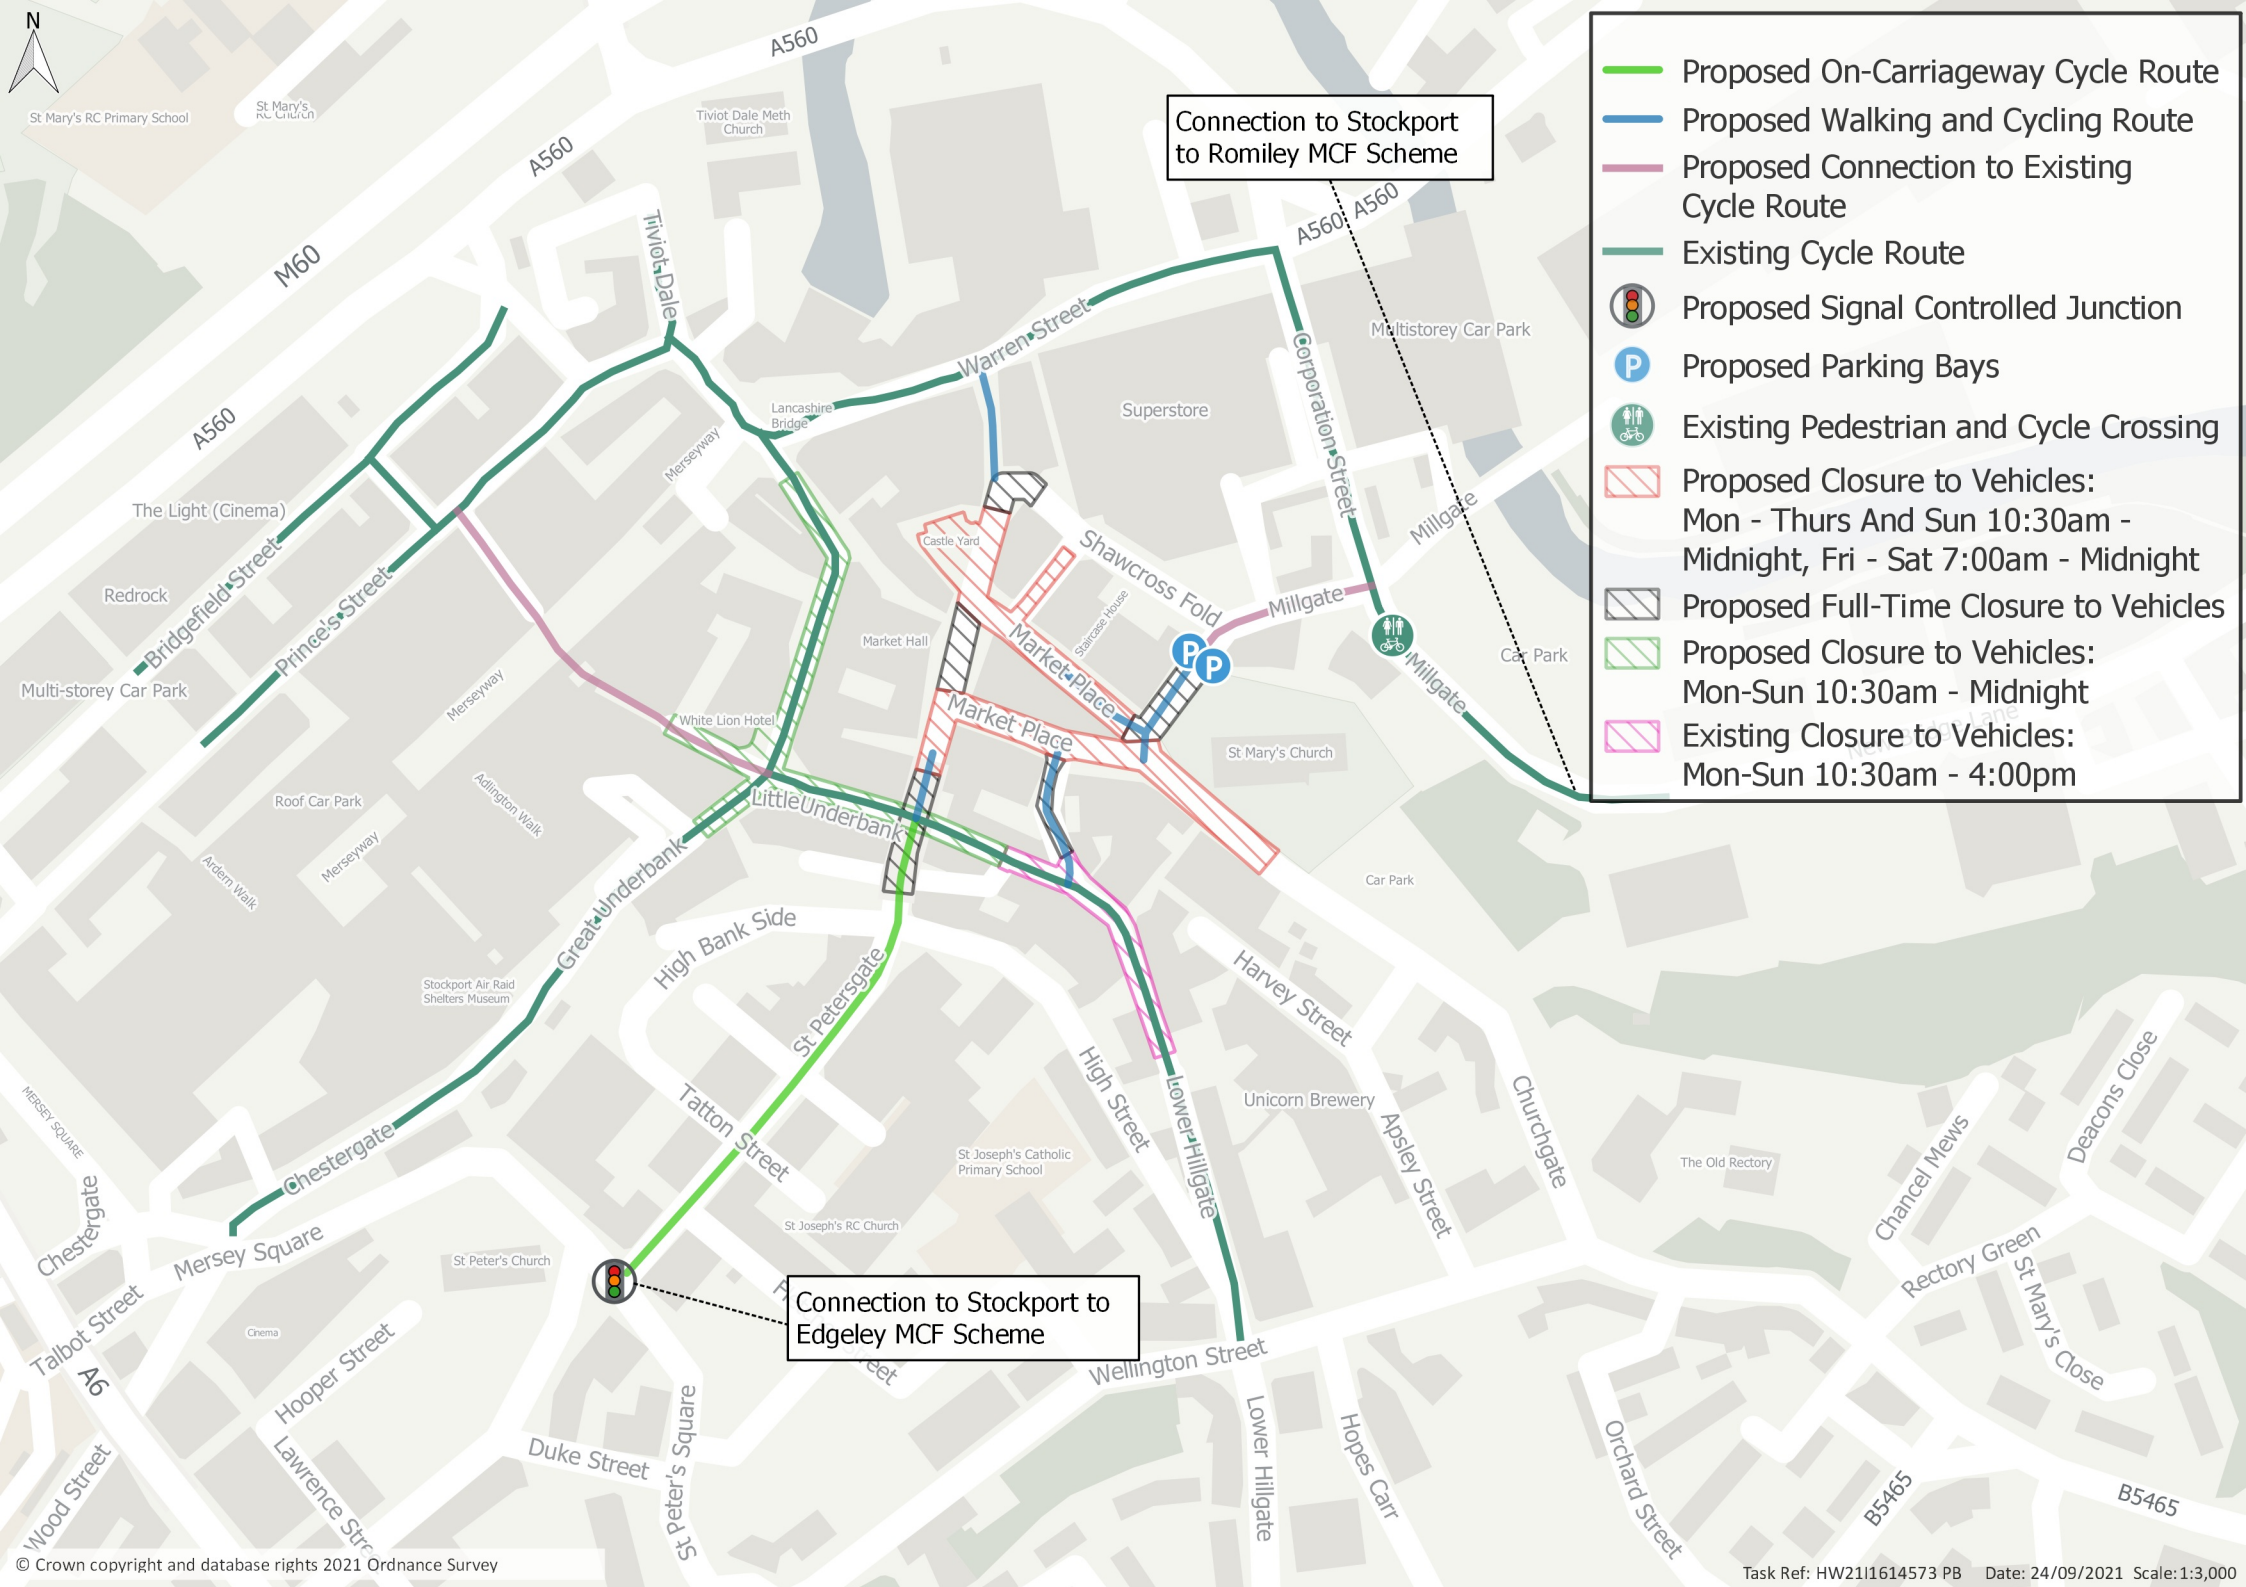 N
A560
A560
A560
A560
A560
M60
St Mary's RC Primary School
St Mary's
RC Church
Tiviot Dale Meth
Church
Tiviot Dale
Connection to Stockport
to Romiley MCF Scheme
Proposed On-Carriageway Cycle Route
Proposed Walking and Cycling Route
Proposed Connection to Existing
Cycle Route
Existing Cycle Route
Proposed Signal Controlled Junction
P
Proposed Parking Bays
Existing Pedestrian and Cycle Crossing
Proposed Closure to Vehicles:
Mon - Thurs And Sun 10:30am -
Midnight, Fri - Sat 7:00am - Midnight
Proposed Full-Time Closure to Vehicles
Proposed Closure to Vehicles:
Mon-Sun 10:30am - Midnight
Existing Closure to Vehicles:
Mon-Sun 10:30am - 4:00pm
New Bridge Lane
Warren Street
Lancashire
Bridge
Merseyway
Superstore
Multistorey Car Park
Corporation Street
Millgate
Millgate
Millgate
Car Park
The Light (Cinema)
Redrock
Bridgefield Street
Prince's Street
Multi-storey Car Park
Merseyway
Castle Yard
Shawcross Fold
Staircase House
Market Hall
Market Place
Market Place
P
P
St Mary's Church
White Lion Hotel
Little Underbank
Roof Car Park
Adlington Walk
Merseyway
Ardern Walk
Great Underbank
Car Park
High Bank Side
Stockport Air Raid
Shelters Museum
St Petersgate
Harvey Street
High Street
Lower Hillgate
Unicorn Brewery
Apsley Street
Churchgate
Tatton Street
St Joseph's Catholic
Primary School
St Joseph's RC Church
MERSEY SQUARE
Chestergate
Chestergate
Mersey Square
St Peter's Church
Cinema
Talbot Street
A6
Hooper Street
Lawrence Stre
Wood Street
Connection to Stockport to
Edgeley MCF Scheme
Wellington Street
Duke Street
St Peter's Square
Lower Hillgate
Hopes Carr
Orchard Street
The Old Rectory
Deacons Close
Chancel Mews
Rectory Green
St Mary's Close
B5465
B5465
© Crown copyright and database rights 2021 Ordnance Survey
Task Ref: HW21I1614573 PB Date: 24/09/2021 Scale:1:3,000